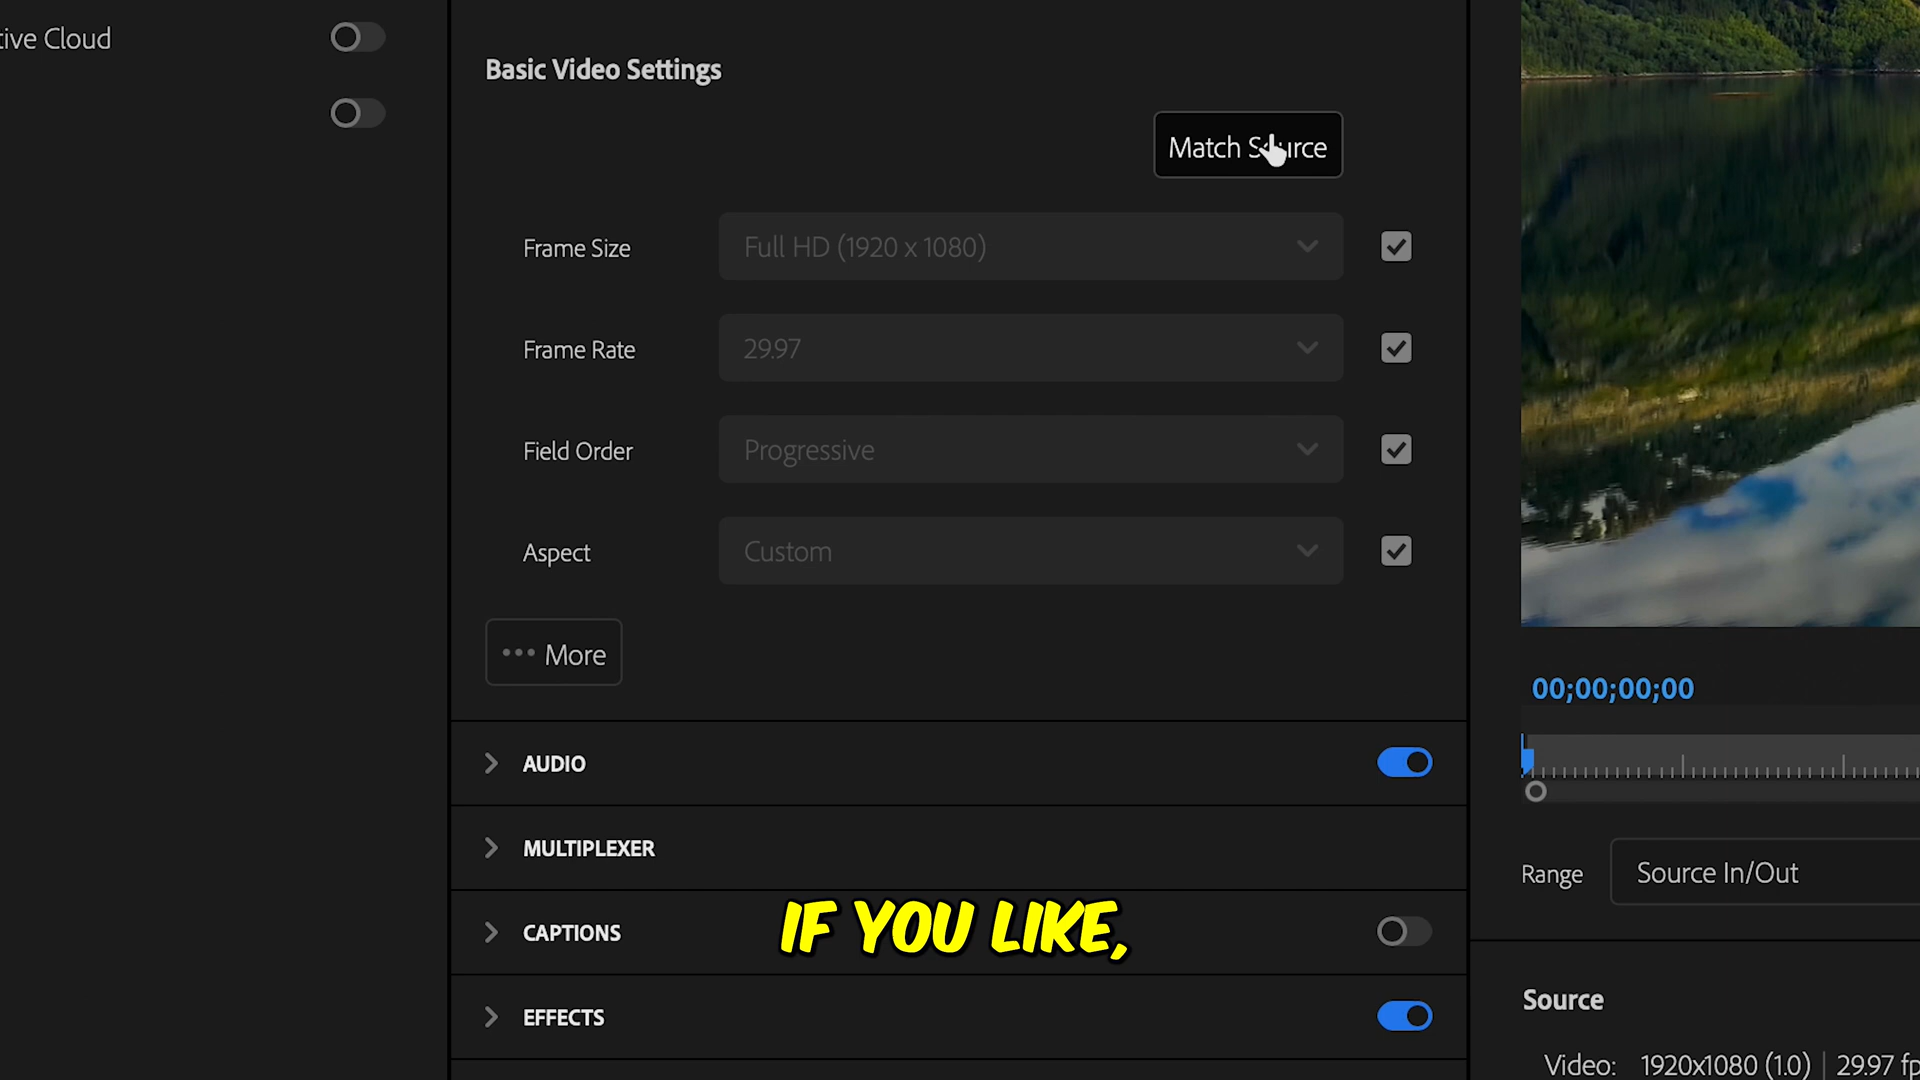 tive Cloud
Basic Video Settings
Match Source
Frame Size
Full HD (1920 x 1080)
Frame Rate
29.97
Field Order
Progressive
Aspect
Custom
··· More
AUDIO
MULTIPLEXER
CAPTIONS
EFFECTS
IF YOU LIKE,
00;00;00;00
Range
Source In/Out
Source
Video: 1920x1080 (1.0) | 29.97 fp